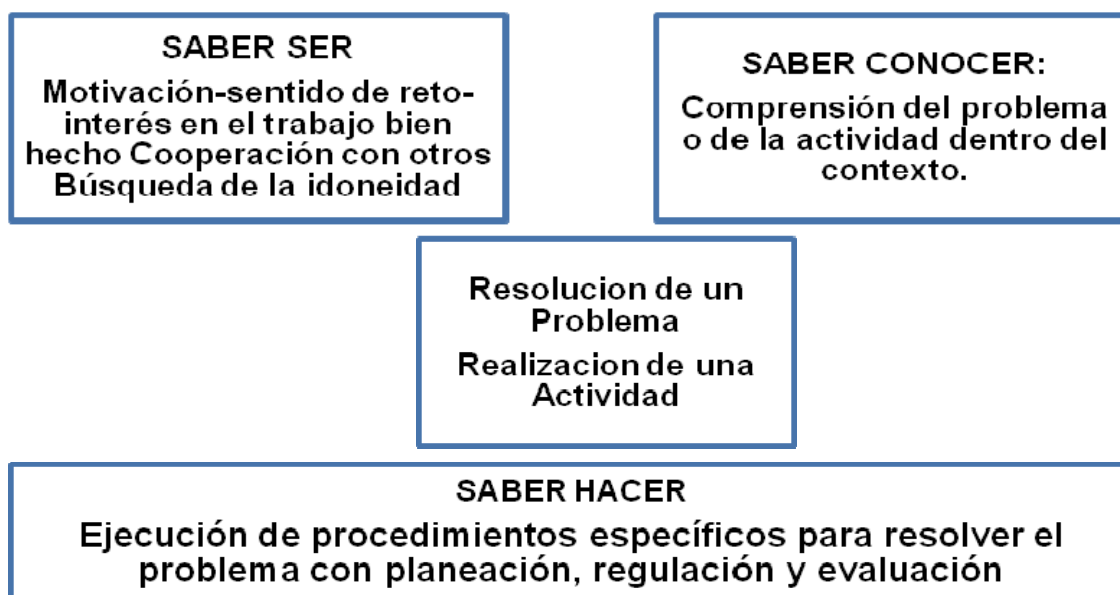 SABER SER
Motivación-sentido de reto-
interés en el trabajo bien
hecho Cooperación con otros
Búsqueda de la idoneidad
SABER CONOCER:
Comprensión del problema
o de la actividad dentro del
contexto.
Resolucion de un
Problema
Realizacion de una
Actividad
SABER HACER
Ejecución de procedimientos específicos para resolver el
problema con planeación, regulación y evaluación